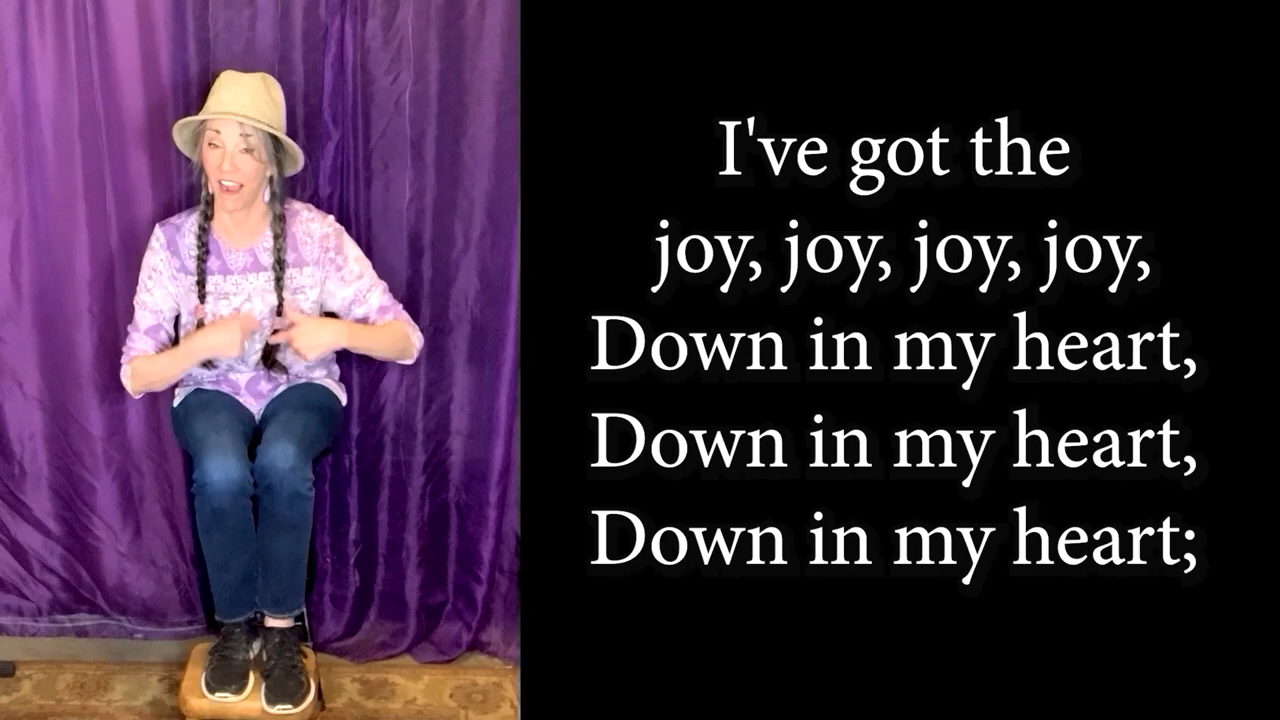 I've got the
joy, joy, joy, joy,
Down in my heart,
Down in my heart,
Down in my heart;